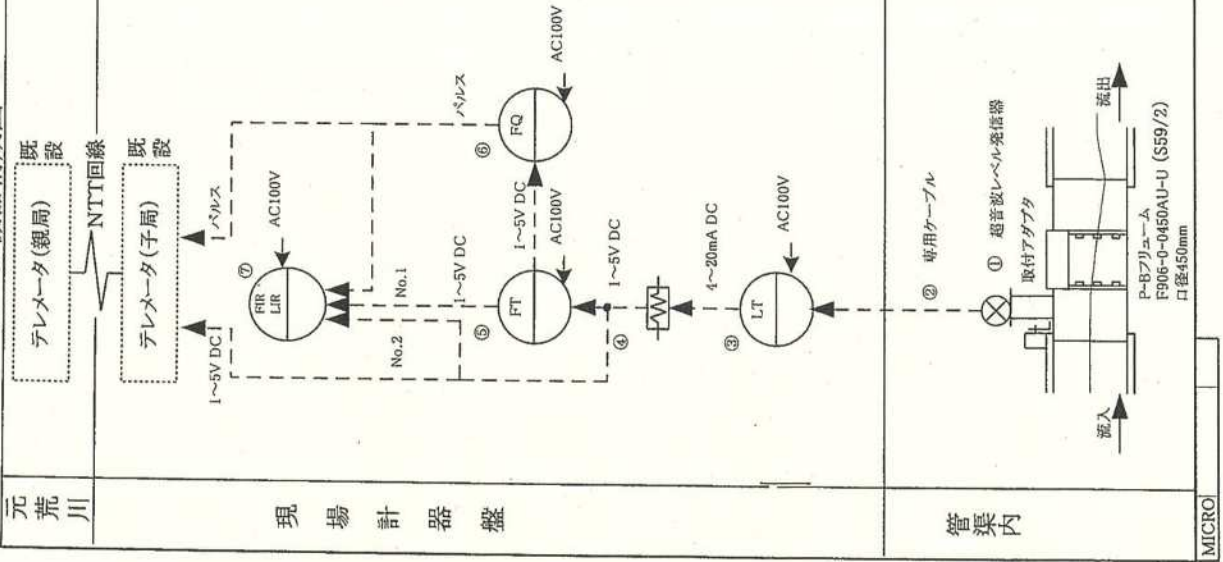 元荒川
テレメータ(親局)
既設
NTT回線
テレメータ(子局)
既設
現場計器盤
1~5V DC
パルス
⑦
FIR
LIR
AC100V
No.2
No.1
1~5V DC
⑤
FT
AC100V
1~5V DC
⑥
FQ
パルス
AC100V
④
1~5V DC
4~20mA DC
③
LT
AC100V
管渠内
② 専用ケーブル
① 超音波レベル発信器
取付アダプタ
流入
流出
P-Bフリューム
F906-0-0450AU-U (S59/2)
口径450mm
MICRO